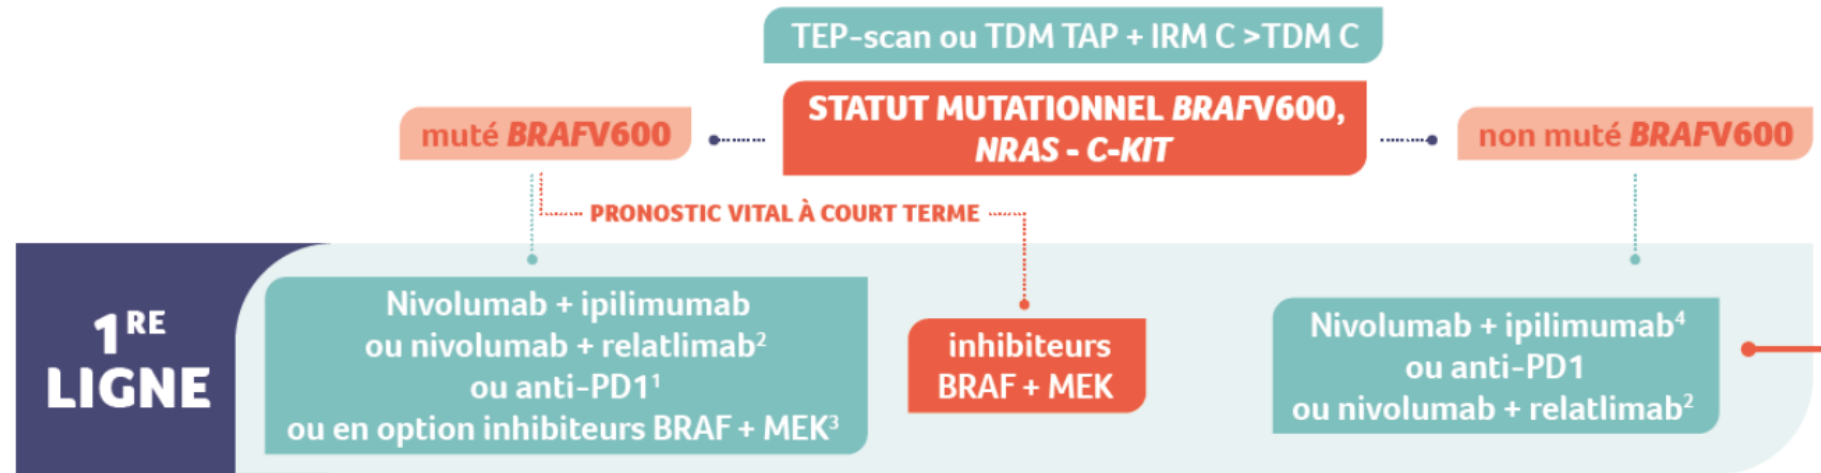 TEP-scan ou TDM TAP + IRM C >TDM C
STATUT MUTATIONNEL BRAFV600,
NRAS - C-KIT
muté BRAFV600
non muté BRAFV600
PRONOSTIC VITAL À COURT TERME
1RE
LIGNE
Nivolumab + ipilimumab
ou nivolumab + relatlimab²
ou anti-PD1¹
ou en option inhibiteurs BRAF + MEK³
inhibiteurs
BRAF + MEK
Nivolumab + ipilimumab⁴
ou anti-PD1
ou nivolumab + relatlimab²